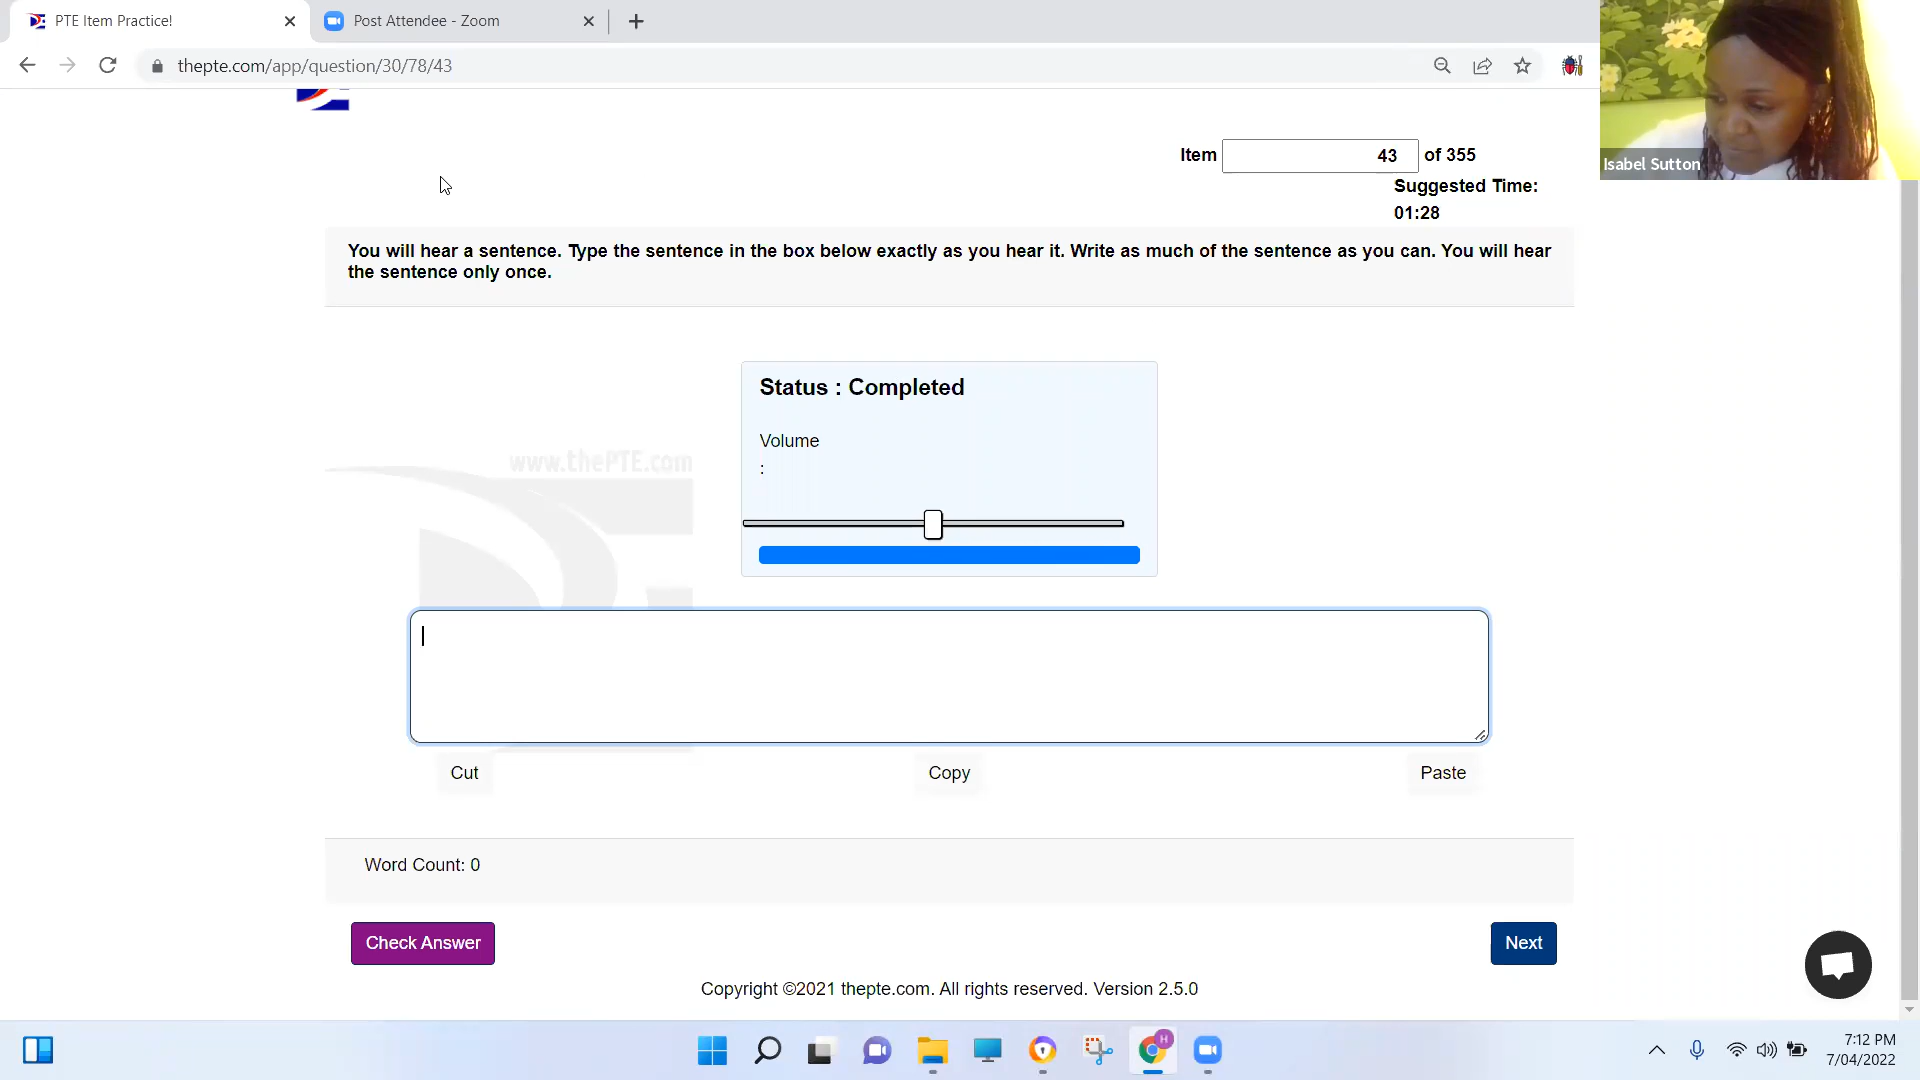 PTE Item Practice!
Post Attendee - Zoom
thepte.com/app/question/30/78/43
Isabel Sutton
Item 43 of 355
Suggested Time:
01:28
You will hear a sentence. Type the sentence in the box below exactly as you hear it. Write as much of the sentence as you can. You will hear
the sentence only once.
Status : Completed
Volume
:
www.thePTE.com
Cut
Copy
Paste
Word Count: 0
Check Answer
Next
Copyright ©2021 thepte.com. All rights reserved. Version 2.5.0
H
7:12 PM
7/04/2022